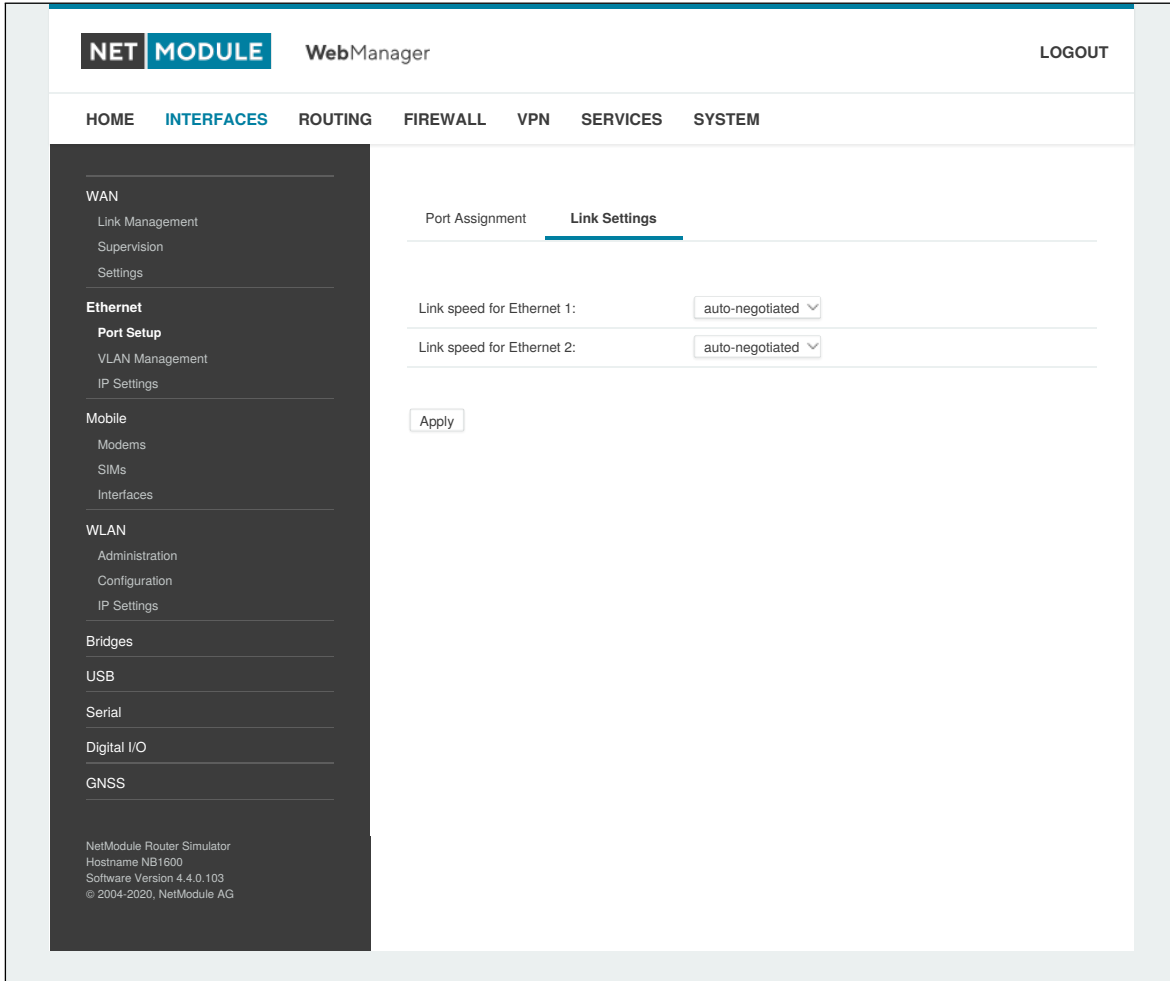 NET MODULE WebManager LOGOUT
HOME INTERFACES ROUTING FIREWALL VPN SERVICES SYSTEM
WAN
Link Management
Supervision
Settings
Ethernet
Port Setup
VLAN Management
IP Settings
Mobile
Modems
SIMs
Interfaces
WLAN
Administration
Configuration
IP Settings
Bridges
USB
Serial
Digital I/O
GNSS
NetModule Router Simulator
Hostname NB1600
Software Version 4.4.0.103
© 2004-2020, NetModule AG
Port Assignment Link Settings
Link speed for Ethernet 1: auto-negotiated
Link speed for Ethernet 2: auto-negotiated
Apply